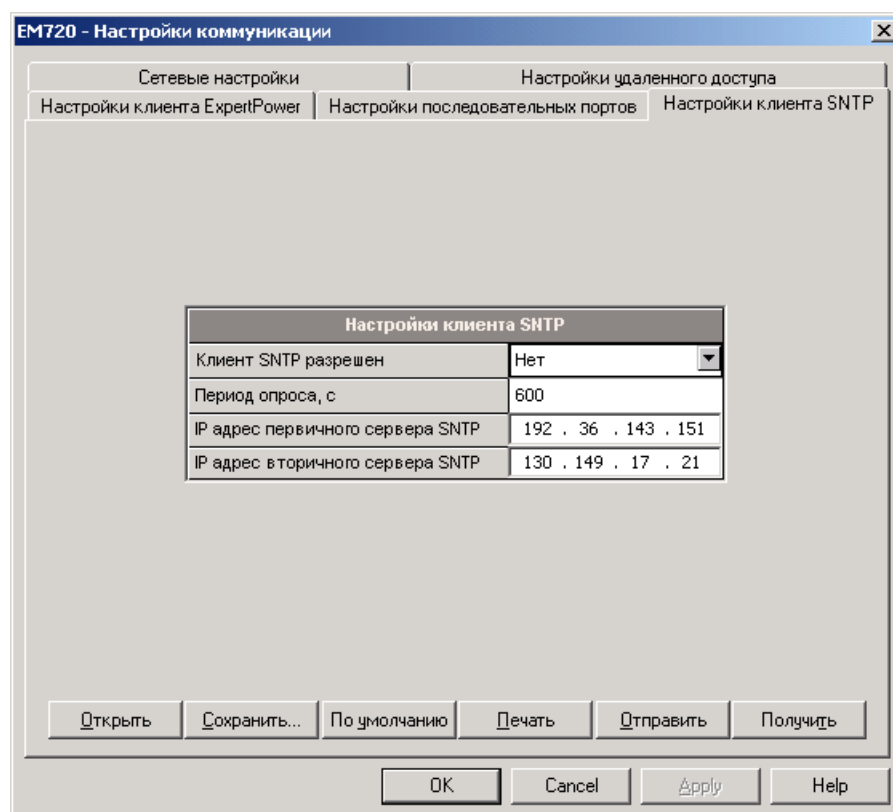 EM720 - Настройки коммуникации
Сетевые настройки
Настройки удаленного доступа
Настройки клиента ExpertPower
Настройки последовательных портов
Настройки клиента SNTP
Настройки клиента SNTP
Клиент SNTP разрешен
Нет
Период опроса, с
600
IP адрес первичного сервера SNTP
192 . 36 . 143 . 151
IP адрес вторичного сервера SNTP
130 . 149 . 17 . 21
Открыть
Сохранить...
По умолчанию
Печать
Отправить
Получить
OK
Cancel
Apply
Help